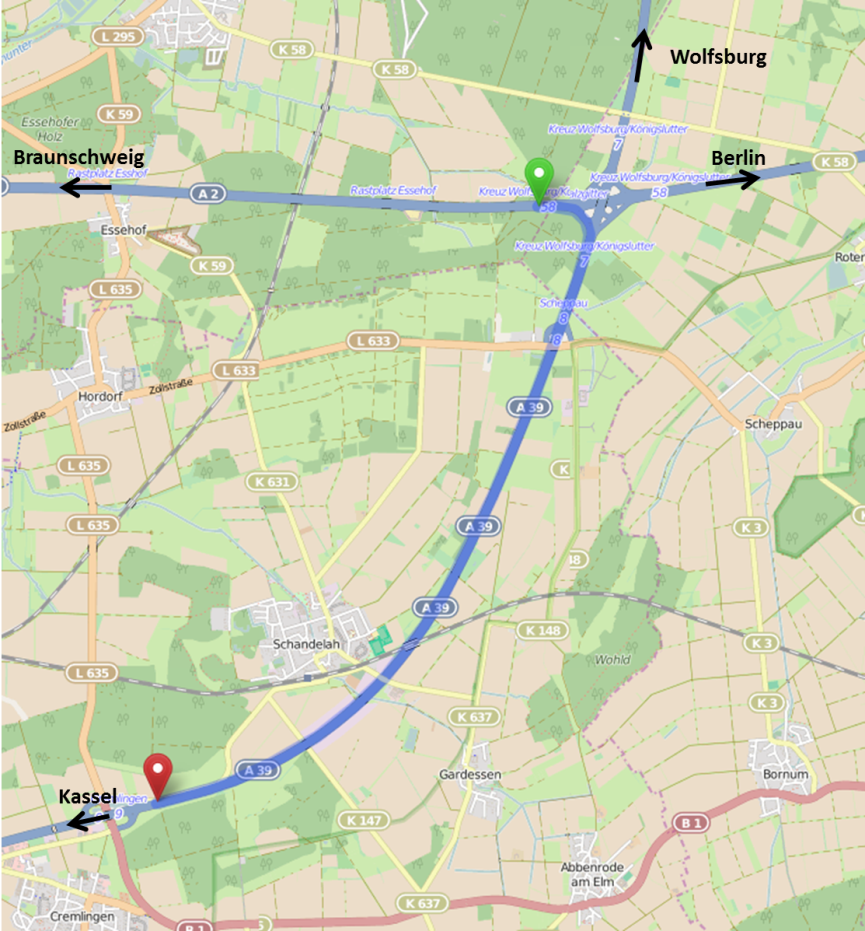 L 295
K 58
K 58
Wolfsburg
K 59
Essehofer
Holz
Kreuz Wolfsburg/Königslutter
7
Braunschweig
Berlin
K 58
Rastplatz Esshof
A 2
Rastplatz Essehof
Kreuz Wolfsburg/Königslutter
58
58
Essehof
Kreuz Wolfsburg/Königslutter
7
K 59
Roter
L 635
Scheppau
8
8
L 633
L 633
Zollstraße
Hordorf
Zollstraße
A 39
Scheppau
L 635
K 631
K
L 635
A 39
K 3
A 39
K 148
Schandelah
K 3
Wohld
L 635
K 3
K 637
A 39
Gardessen
Bornum
Kassel
9
K 147
B 1
Abbenrode
am Elm
K 637
Cremlingen
B 1